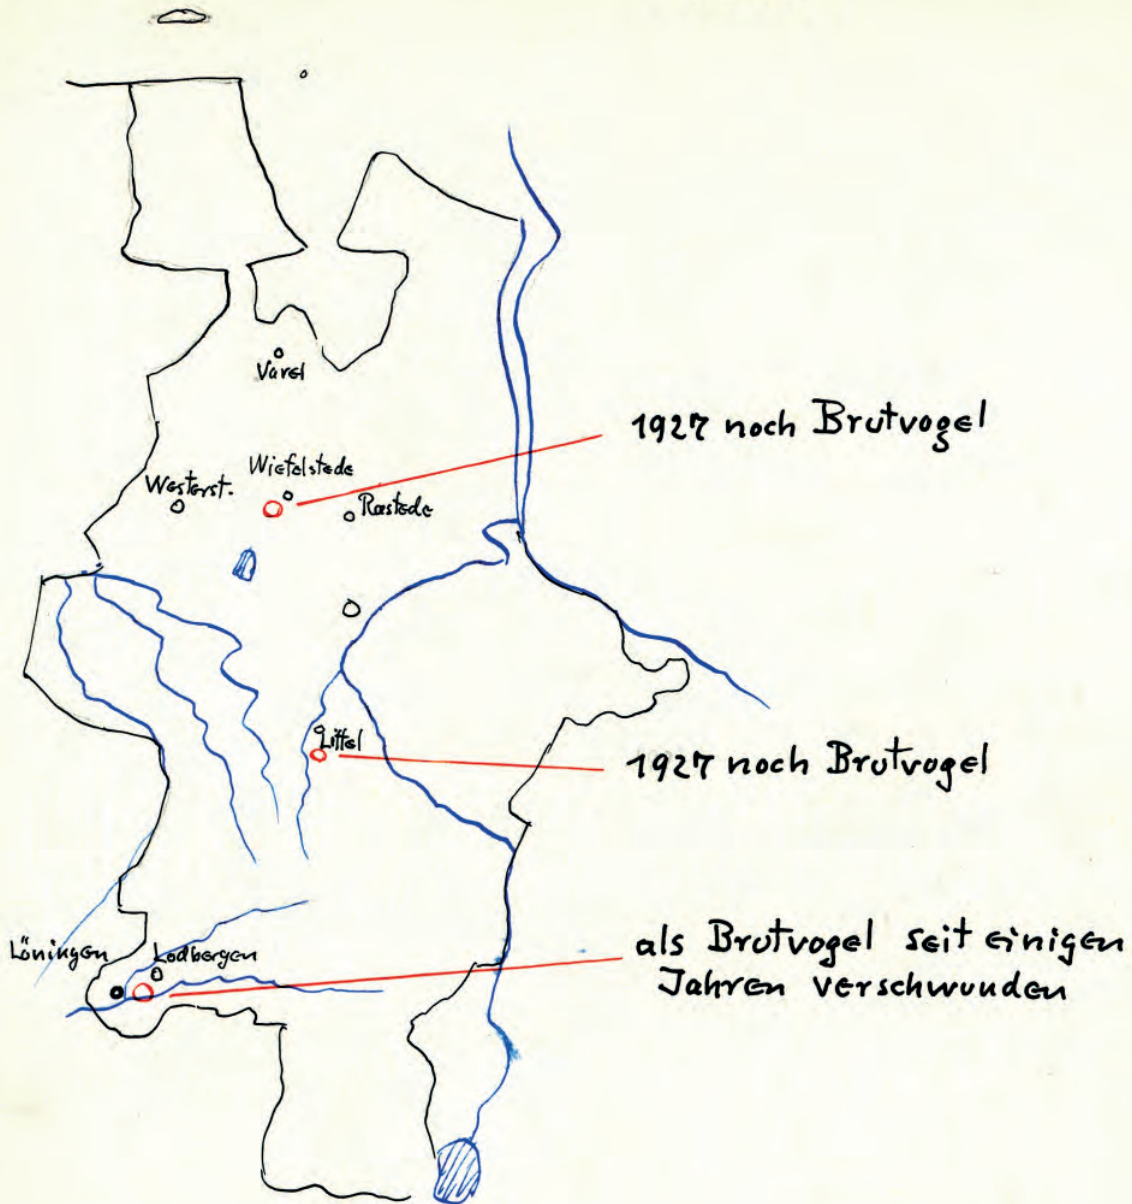 Varel
1927 noch Brutvogel
Wiefelstede
Westerst.
Rastede
Littel
1927 noch Brutvogel
als Brutvogel seit einigen
Jahren verschwunden
Löningen
Lodbergen